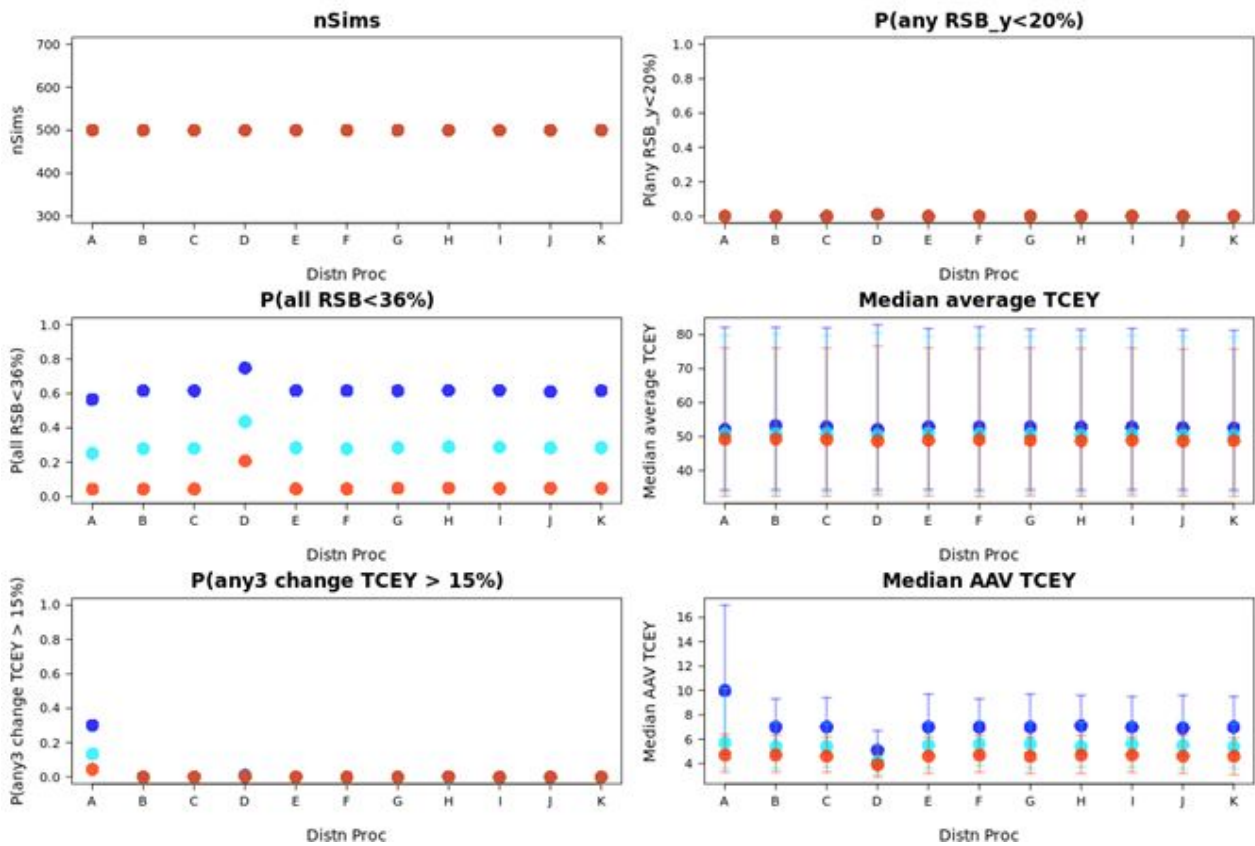 nSims
nSims
700
600
500
400
300
A B C D E F G H I J K
Distn Proc
P(any RSB_y<20%)
P(any RSB_y<20%)
1.0
0.8
0.6
0.4
0.2
0.0
A B C D E F G H I J K
Distn Proc
P(all RSB<36%)
P(all RSB<36%)
1.0
0.8
0.6
0.4
0.2
0.0
A B C D E F G H I J K
Distn Proc
Median average TCEY
Median average TCEY
80
70
60
50
40
A B C D E F G H I J K
Distn Proc
P(any3 change TCEY > 15%)
P(any3 change TCEY > 15%)
1.0
0.8
0.6
0.4
0.2
0.0
A B C D E F G H I J K
Distn Proc
Median AAV TCEY
Median AAV TCEY
16
14
12
10
8
6
4
A B C D E F G H I J K
Distn Proc